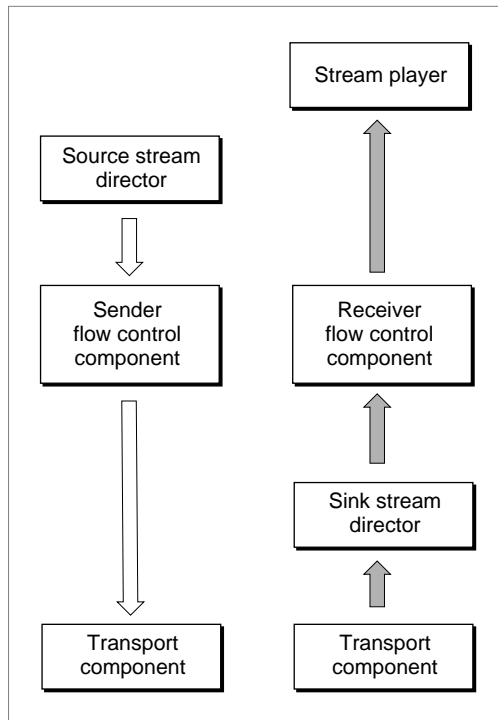 Stream player
Source stream
director
Sender
flow control
component
Receiver
flow control
component
Sink stream
director
Transport
component
Transport
component